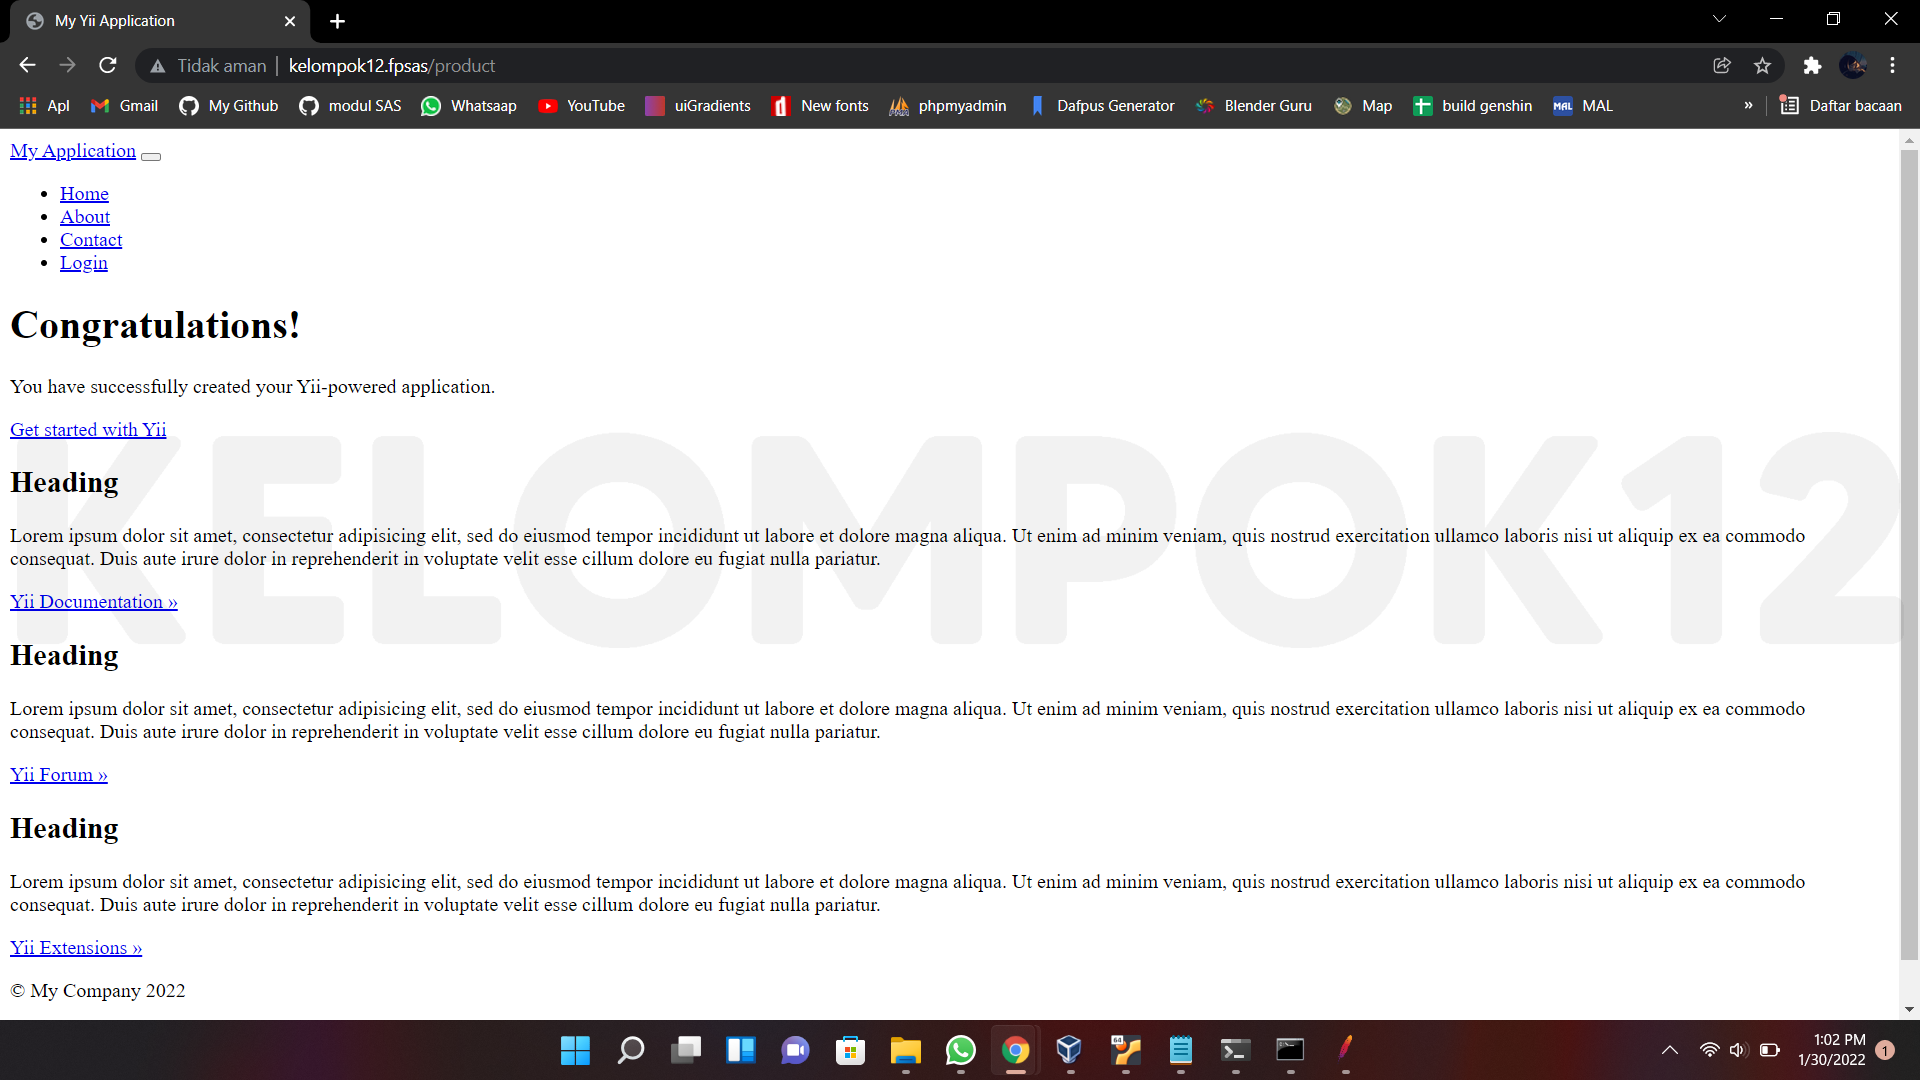 My Yii Application
Tidak aman | kelompok12.fpsas/product
Apl Gmail My Github modul SAS Whatsaap YouTube uiGradients New fonts phpmyadmin Dafpus Generator Blender Guru Map build genshin MAL MAL » Daftar bacaan
My Application
Home
About
Contact
Login
Congratulations!
You have successfully created your Yii-powered application.
Get started with Yii
KELOMPOK12
Heading
Lorem ipsum dolor sit amet, consectetur adipisicing elit, sed do eiusmod tempor incididunt ut labore et dolore magna aliqua. Ut enim ad minim veniam, quis nostrud exercitation ullamco laboris nisi ut aliquip ex ea commodo
consequat. Duis aute irure dolor in reprehenderit in voluptate velit esse cillum dolore eu fugiat nulla pariatur.
Yii Documentation »
Heading
Lorem ipsum dolor sit amet, consectetur adipisicing elit, sed do eiusmod tempor incididunt ut labore et dolore magna aliqua. Ut enim ad minim veniam, quis nostrud exercitation ullamco laboris nisi ut aliquip ex ea commodo
consequat. Duis aute irure dolor in reprehenderit in voluptate velit esse cillum dolore eu fugiat nulla pariatur.
Yii Forum »
Heading
Lorem ipsum dolor sit amet, consectetur adipisicing elit, sed do eiusmod tempor incididunt ut labore et dolore magna aliqua. Ut enim ad minim veniam, quis nostrud exercitation ullamco laboris nisi ut aliquip ex ea commodo
consequat. Duis aute irure dolor in reprehenderit in voluptate velit esse cillum dolore eu fugiat nulla pariatur.
Yii Extensions »
© My Company 2022
64
1:02 PM
1/30/2022
1